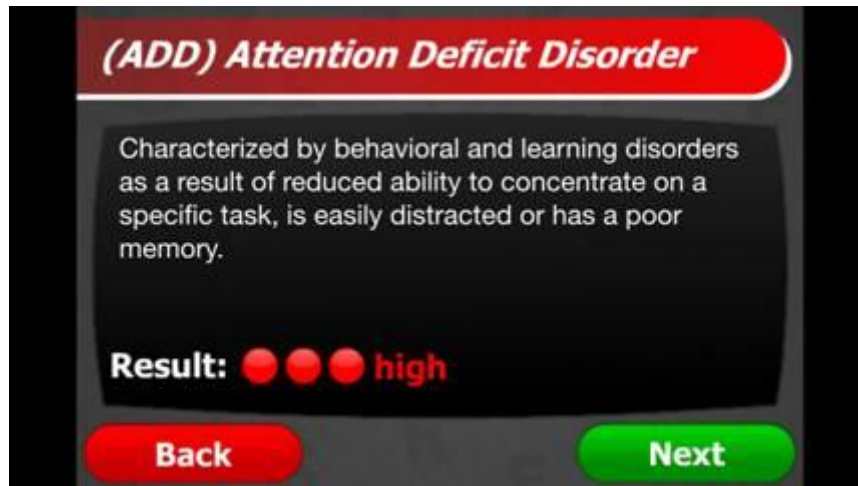 (ADD) Attention Deficit Disorder
Characterized by behavioral and learning disorders
as a result of reduced ability to concentrate on a
specific task, is easily distracted or has a poor
memory.
Result: high
Back
Next